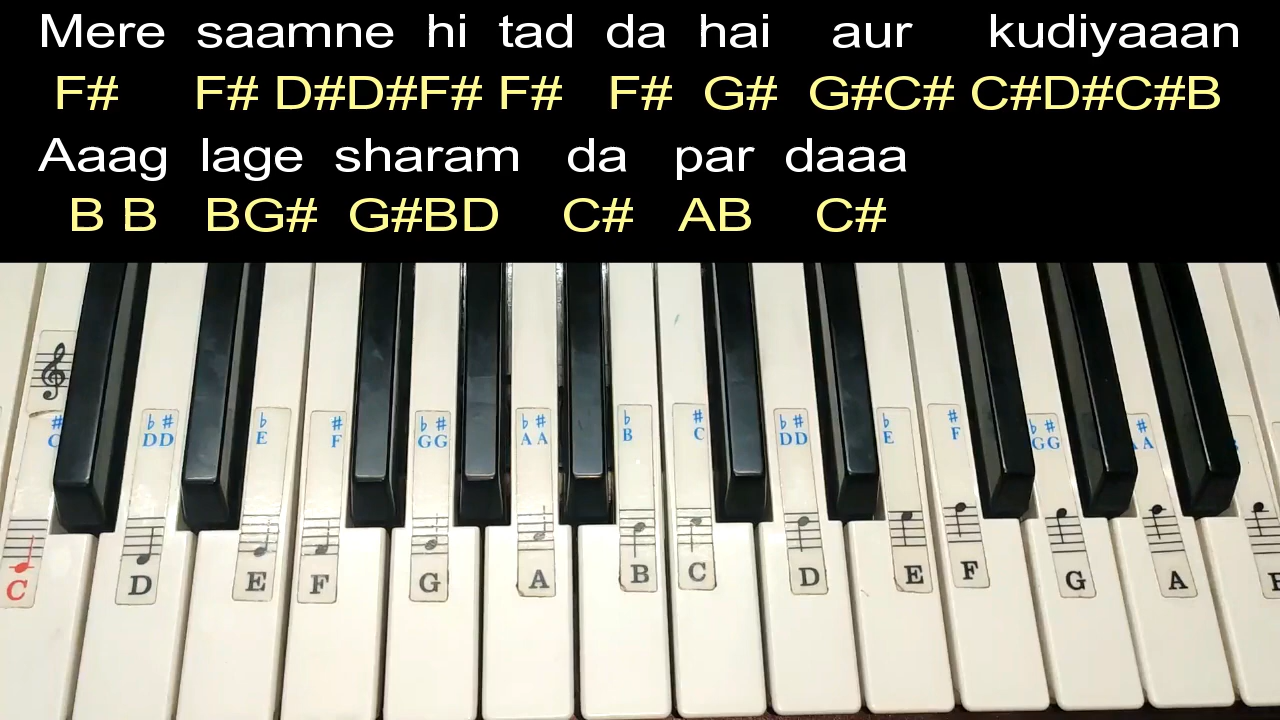 Mere saamne hi tad da hai aur kudiyaaan
F# F# D#D#F# F# F# G# G#C# C#D#C#B
Aaag lage sharam da par daaa
B B BG# G#BD C# AB C#
♯ C ♭ ♯ D D ♭ E ♯ F ♭ ♯ G G ♭ ♯ A A ♭ B ♯ C ♭ ♯ D D ♭ E ♯ F ♭ ♯ G G ♯ A
C D E F G A B C D E F G A